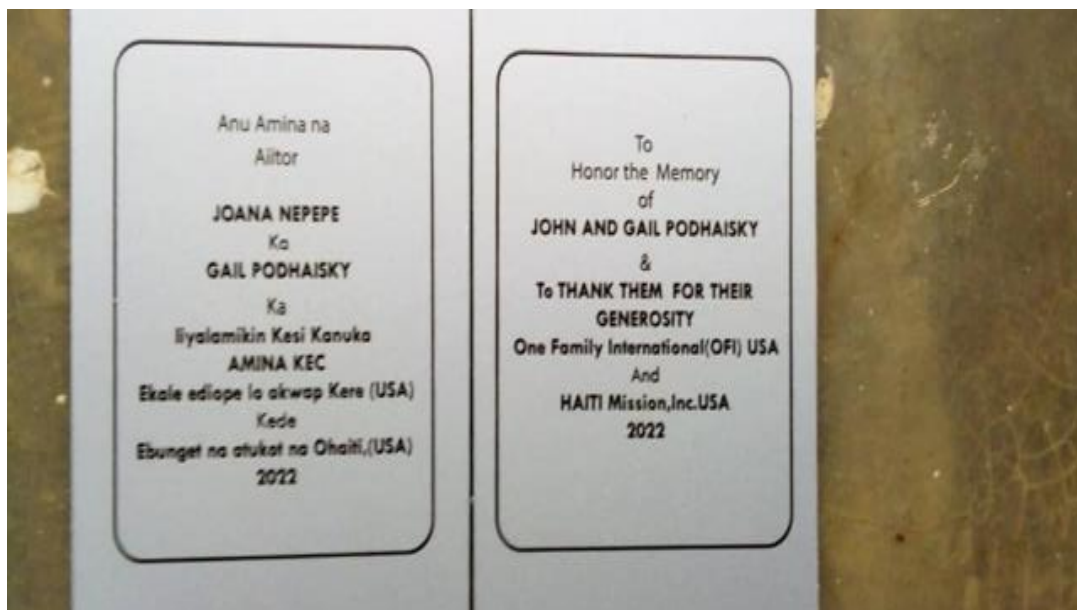 Anu Amina na
Aiitor
JOANA NEPEPE
Ka
GAIL PODHAISKY
Ka
Iiyalamikin Kesi Kanuka
AMINA KEC
Ekale ediope lo akwap Kere (USA)
Kede
Ebunget na atukot na Ohaiti,(USA)
2022
To
Honor the Memory
of
JOHN AND GAIL PODHAISKY
&
To THANK THEM FOR THEIR
GENEROSITY
One Family International(OFI) USA
And
HAITI Mission,Inc.USA
2022